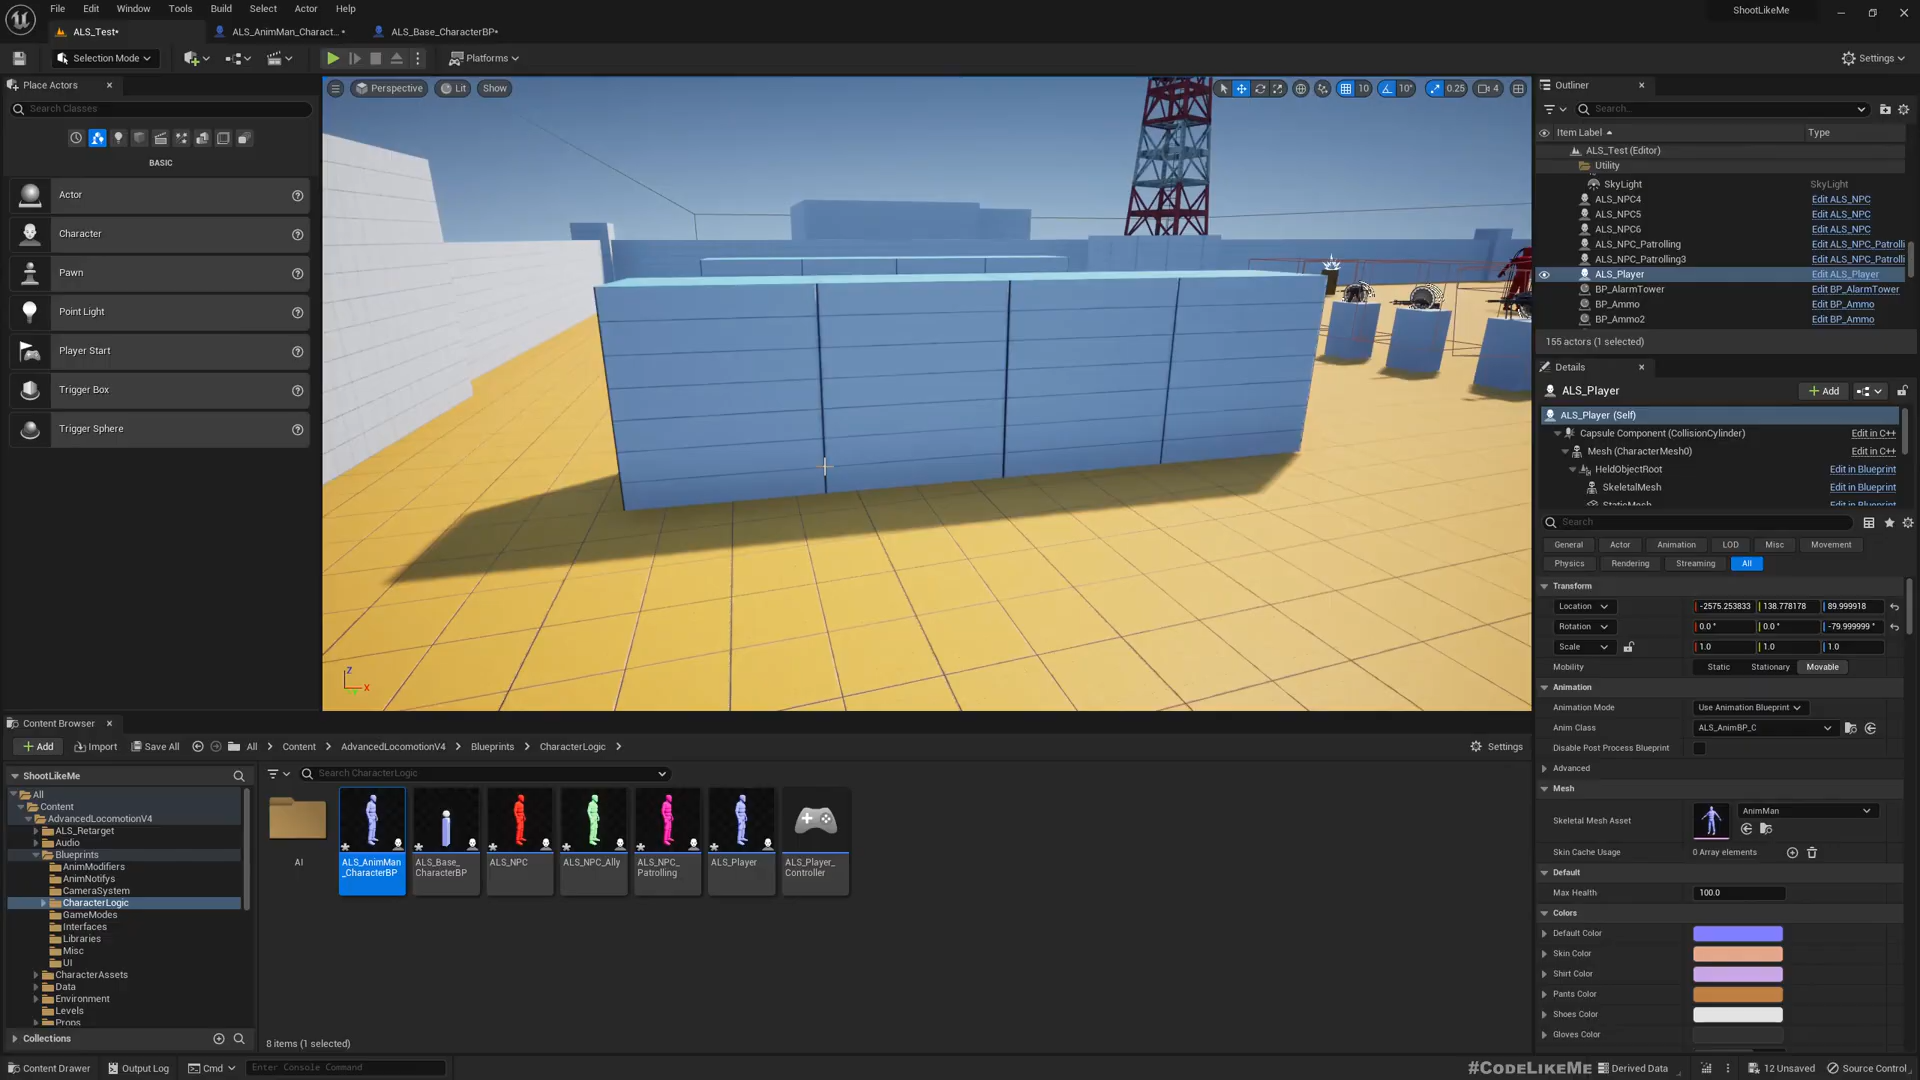 File Edit Window Tools Build Select Actor Help ShootLikeMe
ALS_Test• ALS_AnimMan_Charact...• ALS_Base_CharacterBP•
Selection Mode Platforms Settings
Place Actors
Search Classes
BASIC
Actor
Character
Pawn
Point Light
Player Start
Trigger Box
Trigger Sphere
Perspective Lit Show 10 10° 0.25 4
Z
X
Outliner
Search...
Item Label Type
ALS_Test (Editor)
Utility
SkyLight SkyLight
ALS_NPC4 Edit ALS_NPC
ALS_NPC5 Edit ALS_NPC
ALS_NPC6 Edit ALS_NPC
ALS_NPC_Patrolling Edit ALS_NPC_Patrolli
ALS_NPC_Patrolling3 Edit ALS_NPC_Patrolli
ALS_Player Edit ALS_Player
BP_AlarmTower Edit BP_AlarmTower
BP_Ammo Edit BP_Ammo
BP_Ammo2 Edit BP_Ammo
155 actors (1 selected)
Details
ALS_Player Add
ALS_Player (Self)
Capsule Component (CollisionCylinder) Edit in C++
Mesh (CharacterMesh0) Edit in C++
HeldObjectRoot Edit in Blueprint
SkeletalMesh Edit in Blueprint
StaticMesh Edit in Blueprint
Search
General Actor Animation LOD Misc Movement
Physics Rendering Streaming All
Transform
Location -2575.253833 138.778178 89.999918
Rotation 0.0 ° 0.0 ° -79.999999 °
Scale 1.0 1.0 1.0
Mobility Static Stationary Movable
Animation
Animation Mode Use Animation Blueprint
Anim Class ALS_AnimBP_C
Disable Post Process Blueprint
Advanced
Mesh
Skeletal Mesh Asset AnimMan
Skin Cache Usage 0 Array elements
Default
Max Health 100.0
Colors
Default Color
Skin Color
Shirt Color
Pants Color
Shoes Color
Gloves Color
Content Browser
Add Import Save All All Content AdvancedLocomotionV4 Blueprints CharacterLogic Settings
ShootLikeMe
All
Content
AdvancedLocomotionV4
ALS_Retarget
Audio
Blueprints
AnimModifiers
AnimNotifys
CameraSystem
CharacterLogic
GameModes
Interfaces
Libraries
Misc
UI
CharacterAssets
Data
Environment
Levels
Props
Collections
Search CharacterLogic
AI
ALS_AnimMan
_CharacterBP
ALS_Base_
CharacterBP
ALS_NPC
ALS_NPC_Ally
ALS_NPC_
Patrolling
ALS_Player
ALS_Player_
Controller
8 items (1 selected)
Content Drawer Output Log Cmd Enter Console Command #CODELIKEME Derived Data 12 Unsaved Source Control